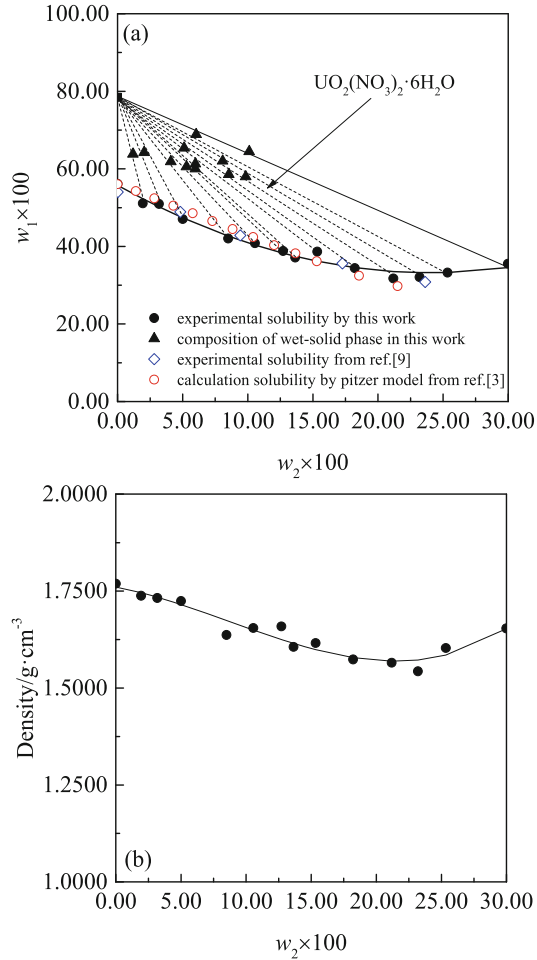 (a)
100.00
80.00
60.00
40.00
20.00
0.00
w₁×100
UO₂(NO₃)₂·6H₂O
experimental solubility by this work
composition of wet-solid phase in this work
experimental solubility from ref.[9]
calculation solubility by pitzer model from ref.[3]
0.00 5.00 10.00 15.00 20.00 25.00 30.00
w₂×100
2.0000
1.7500
1.5000
1.2500
1.0000
Density/g·cm⁻³
(b)
0.00 5.00 10.00 15.00 20.00 25.00 30.00
w₂×100